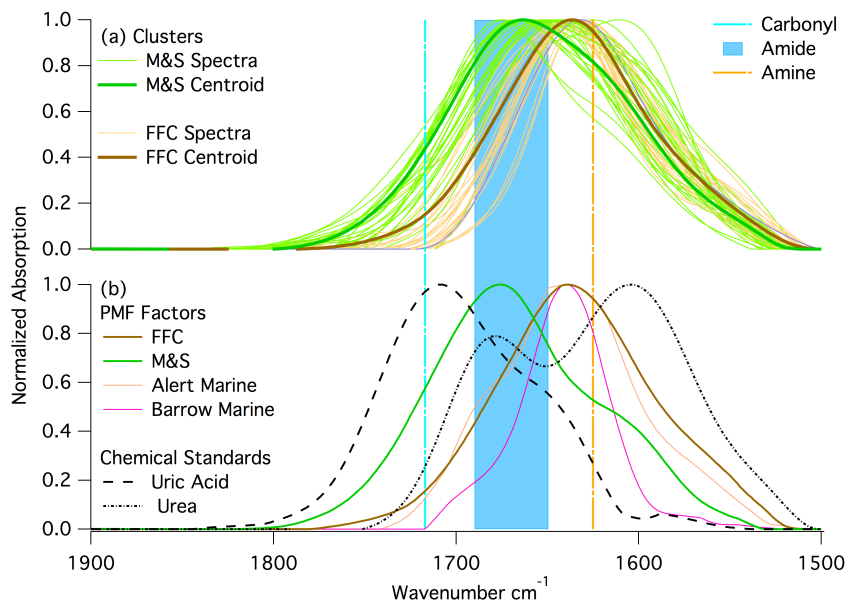 1.0
0.8
0.6
0.4
0.2
0.0
(a) Clusters
M&S Spectra
M&S Centroid
FFC Spectra
FFC Centroid
Carbonyl
Amide
Amine
Normalized Absorption
1.0
0.8
0.6
0.4
0.2
0.0
(b)
PMF Factors
FFC
M&S
Alert Marine
Barrow Marine
Chemical Standards
Uric Acid
Urea
1900
1800
1700
1600
1500
Wavenumber cm⁻¹